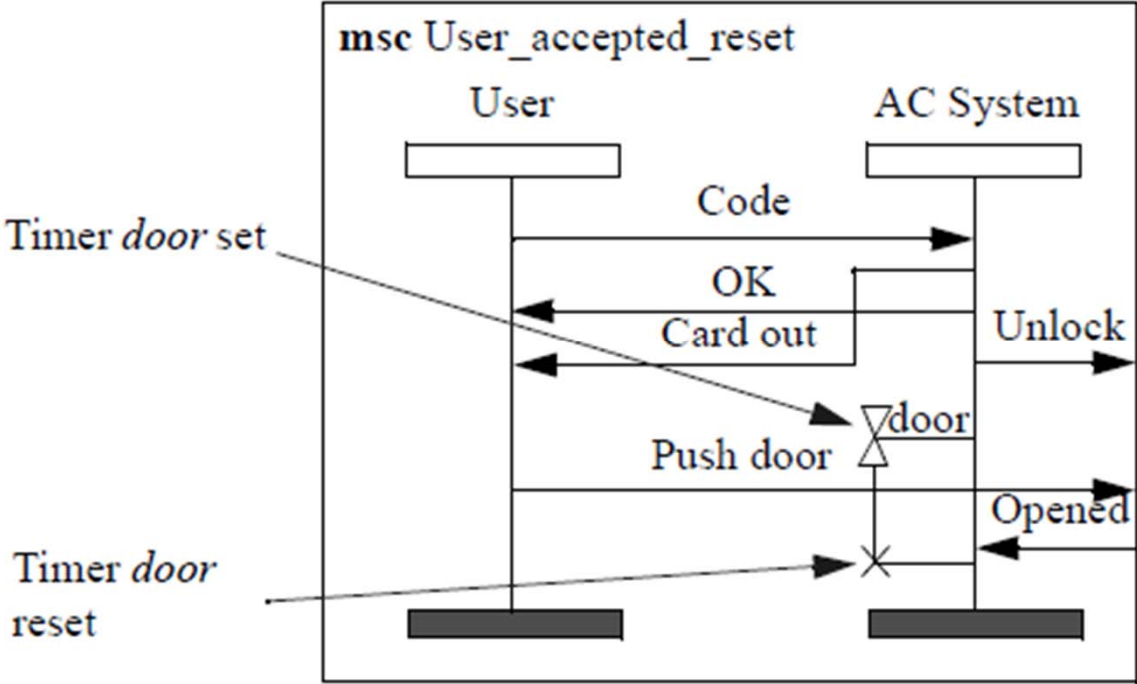 msc User_accepted_reset
User
AC System
Code
Timer door set
OK
Unlock
Card out
door
Push door
Opened
Timer door
reset